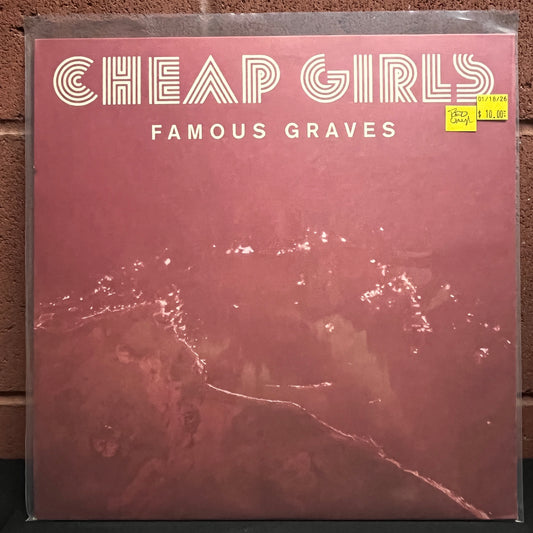 CHEAP GIRLS
FAMOUS GRAVES
01/18/26
$ 10.00